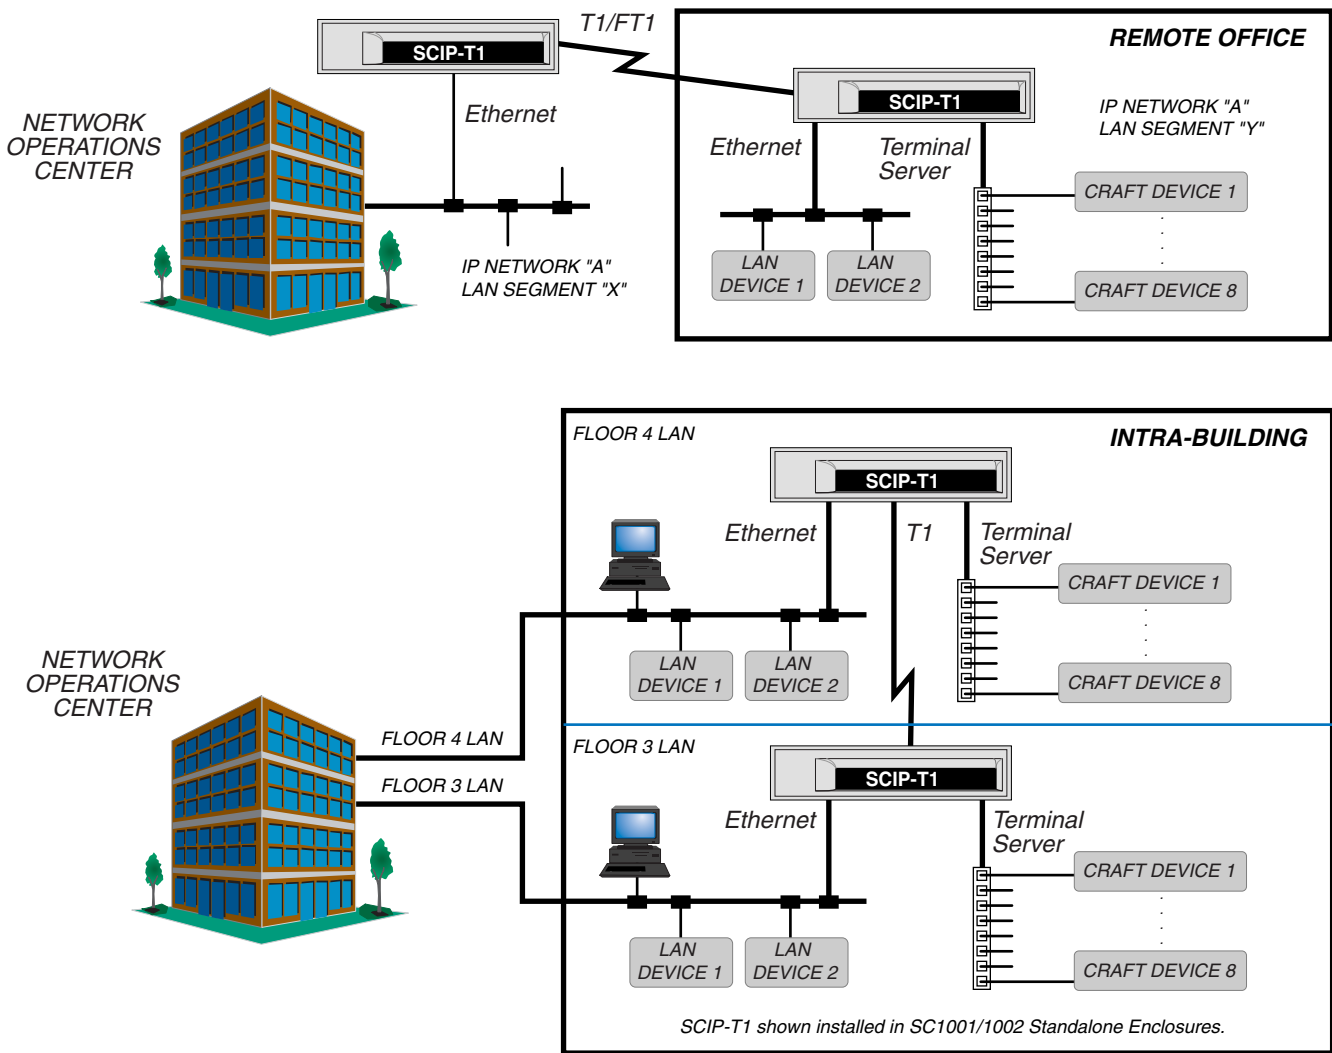 T1/FT1
SCIP-T1
REMOTE OFFICE
SCIP-T1
Ethernet
IP NETWORK "A"
LAN SEGMENT "Y"
NETWORK
OPERATIONS
CENTER
Ethernet
Terminal
Server
CRAFT DEVICE 1
LAN
DEVICE 1
LAN
DEVICE 2
IP NETWORK "A"
LAN SEGMENT "X"
CRAFT DEVICE 8
FLOOR 4 LAN
INTRA-BUILDING
SCIP-T1
Ethernet
T1
Terminal
Server
CRAFT DEVICE 1
LAN
DEVICE 1
LAN
DEVICE 2
CRAFT DEVICE 8
NETWORK
OPERATIONS
CENTER
FLOOR 4 LAN
FLOOR 3 LAN
FLOOR 3 LAN
SCIP-T1
Ethernet
Terminal
Server
CRAFT DEVICE 1
LAN
DEVICE 1
LAN
DEVICE 2
CRAFT DEVICE 8
SCIP-T1 shown installed in SC1001/1002 Standalone Enclosures.